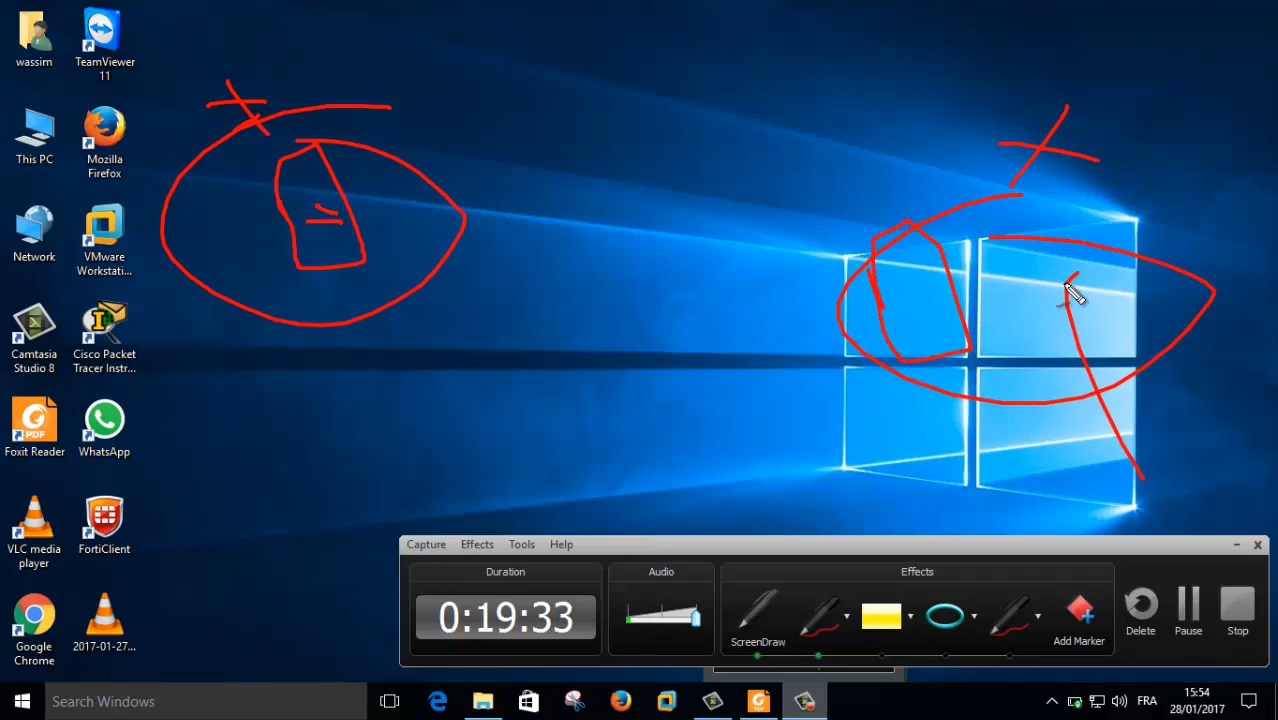 wassim
TeamViewer
11
This PC
Mozilla
Firefox
Network
VMware
Workstati...
Camtasia
Studio 8
Cisco Packet
Tracer Instr...
PDF
Foxit Reader
WhatsApp
VLC media
player
FortiClient
Google
Chrome
2017-01-27...
Capture Effects Tools Help
Duration
Audio
Effects
0:19:33
ScreenDraw
Add Marker
Delete
Pause
Stop
Search Windows
PDF
FRA
15:54
28/01/2017